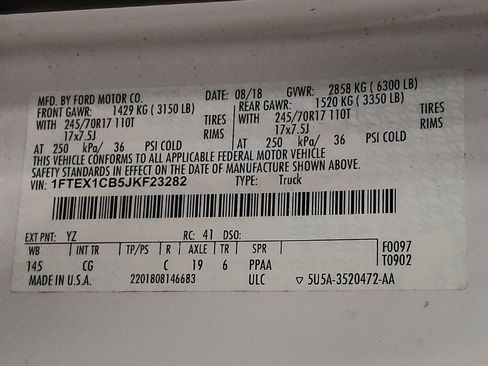 MFD. BY FORD MOTOR CO. DATE: 08/18 GVWR: 2858 KG ( 6300 LB)
FRONT GAWR: 1429 KG ( 3150 LB) REAR GAWR: 1520 KG ( 3350 LB)
WITH 245/70R17 110T TIRES WITH 245/70R17 110T TIRES
17x7.5J RIMS 17x7.5J RIMS
AT 250 kPa/ 36 PSI COLD AT 250 kPa/ 36 PSI COLD
THIS VEHICLE CONFORMS TO ALL APPLICABLE FEDERAL MOTOR VEHICLE
SAFETY STANDARDS IN EFFECT ON THE DATE OF MANUFACTURE SHOWN ABOVE.
VIN: 1FTEX1CB5JKF23282 TYPE: Truck
EXT PNT: YZ RC: 41 DSO:
WB INT TR TP/PS R AXLE TR SPR F0097
145 CG C 19 6 PPAA T0902
MADE IN U.S.A. 2201808146683 ULC ▽ 5U5A-3520472-AA